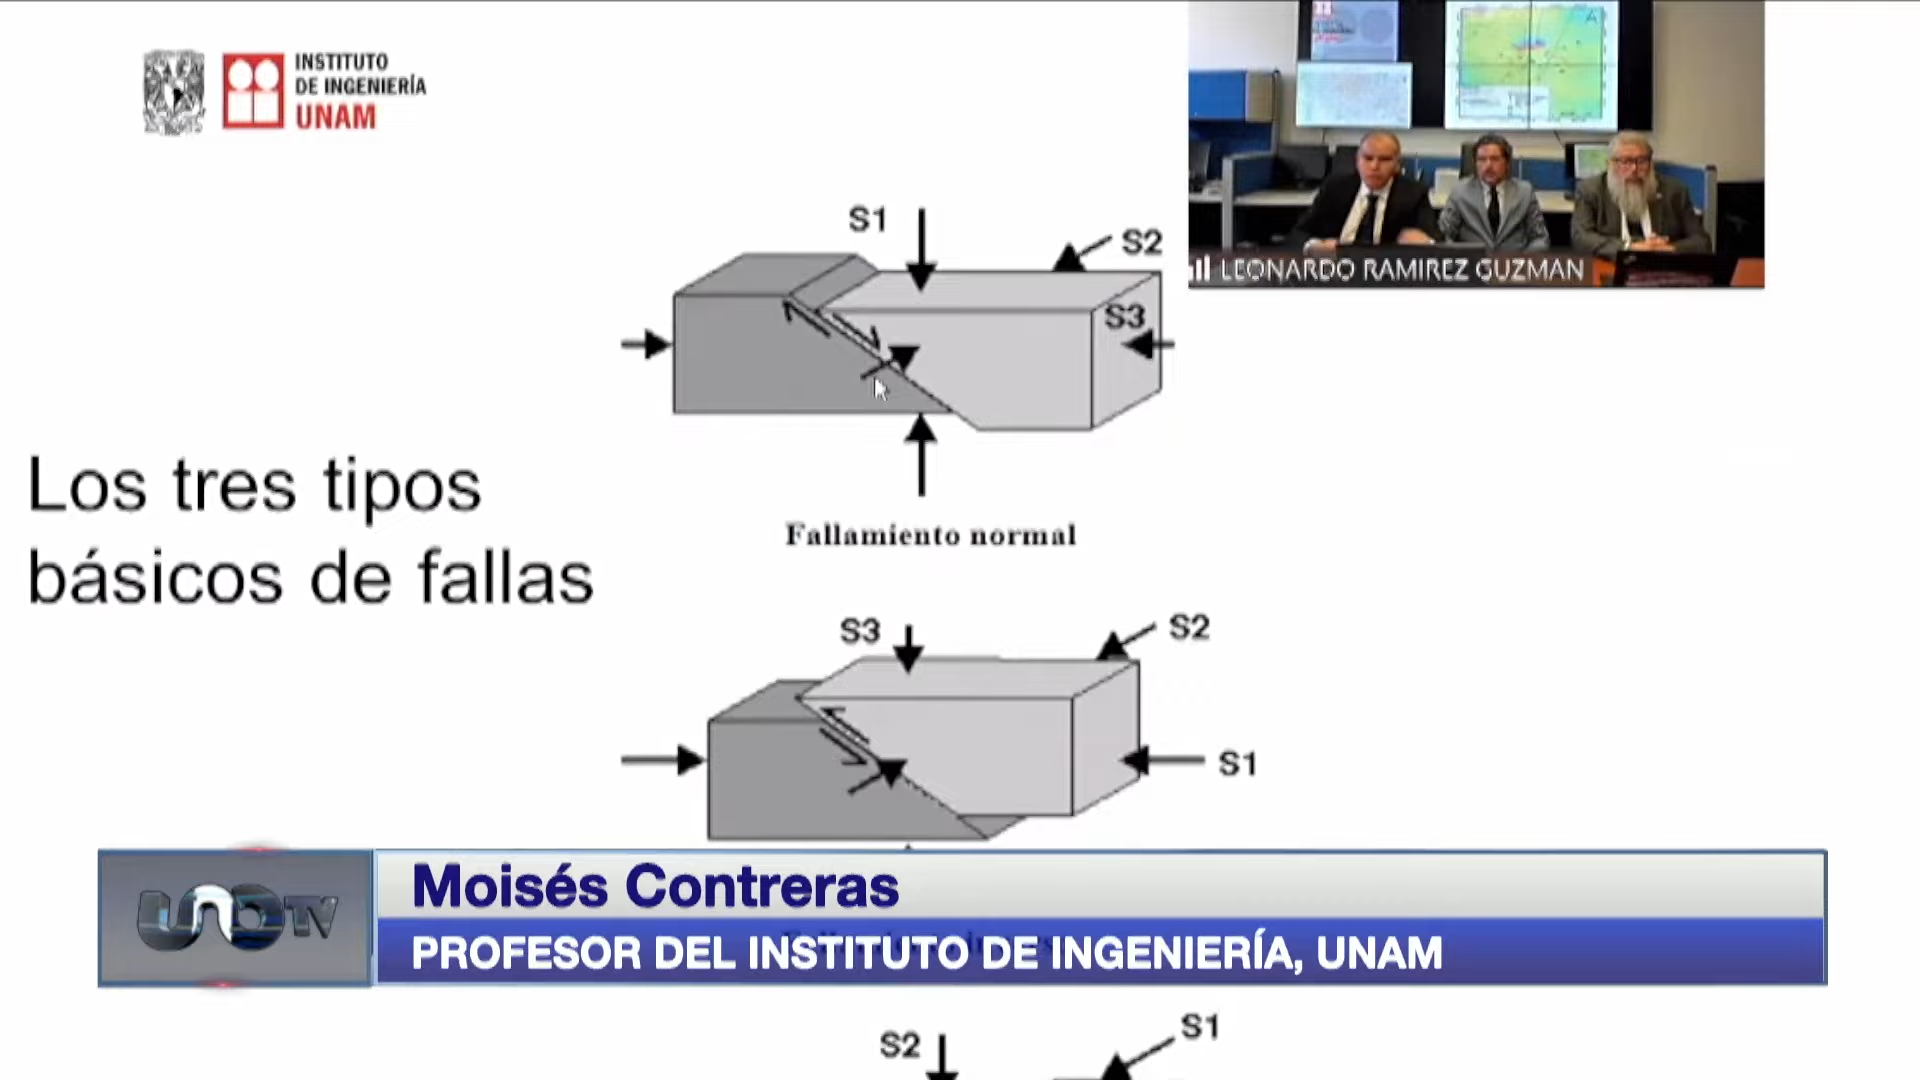 INSTITUTO
DE INGENIERÍA
UNAM
LEONARDO RAMIREZ GUZMAN
S1
S2
S3
Los tres tipos
básicos de fallas
Fallamiento normal
S3
S2
S1
Moisés Contreras
UNOTV
PROFESOR DEL INSTITUTO DE INGENIERÍA, UNAM
S2
S1